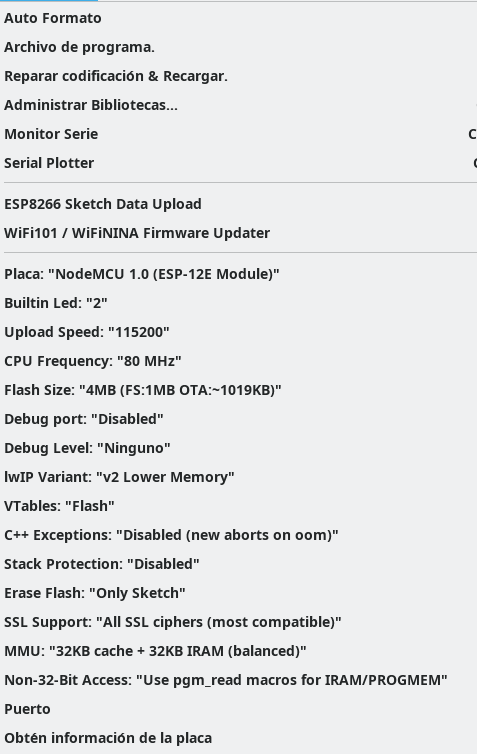 Auto Formato
Archivo de programa.
Reparar codificación & Recargar.
Administrar Bibliotecas...
Monitor Serie
C
Serial Plotter
ESP8266 Sketch Data Upload
WiFi101 / WiFiNINA Firmware Updater
Placa: "NodeMCU 1.0 (ESP-12E Module)"
Builtin Led: "2"
Upload Speed: "115200"
CPU Frequency: "80 MHz"
Flash Size: "4MB (FS:1MB OTA:~1019KB)"
Debug port: "Disabled"
Debug Level: "Ninguno"
lwIP Variant: "v2 Lower Memory"
VTables: "Flash"
C++ Exceptions: "Disabled (new aborts on oom)"
Stack Protection: "Disabled"
Erase Flash: "Only Sketch"
SSL Support: "All SSL ciphers (most compatible)"
MMU: "32KB cache + 32KB IRAM (balanced)"
Non-32-Bit Access: "Use pgm_read macros for IRAM/PROGMEM"
Puerto
Obtén información de la placa